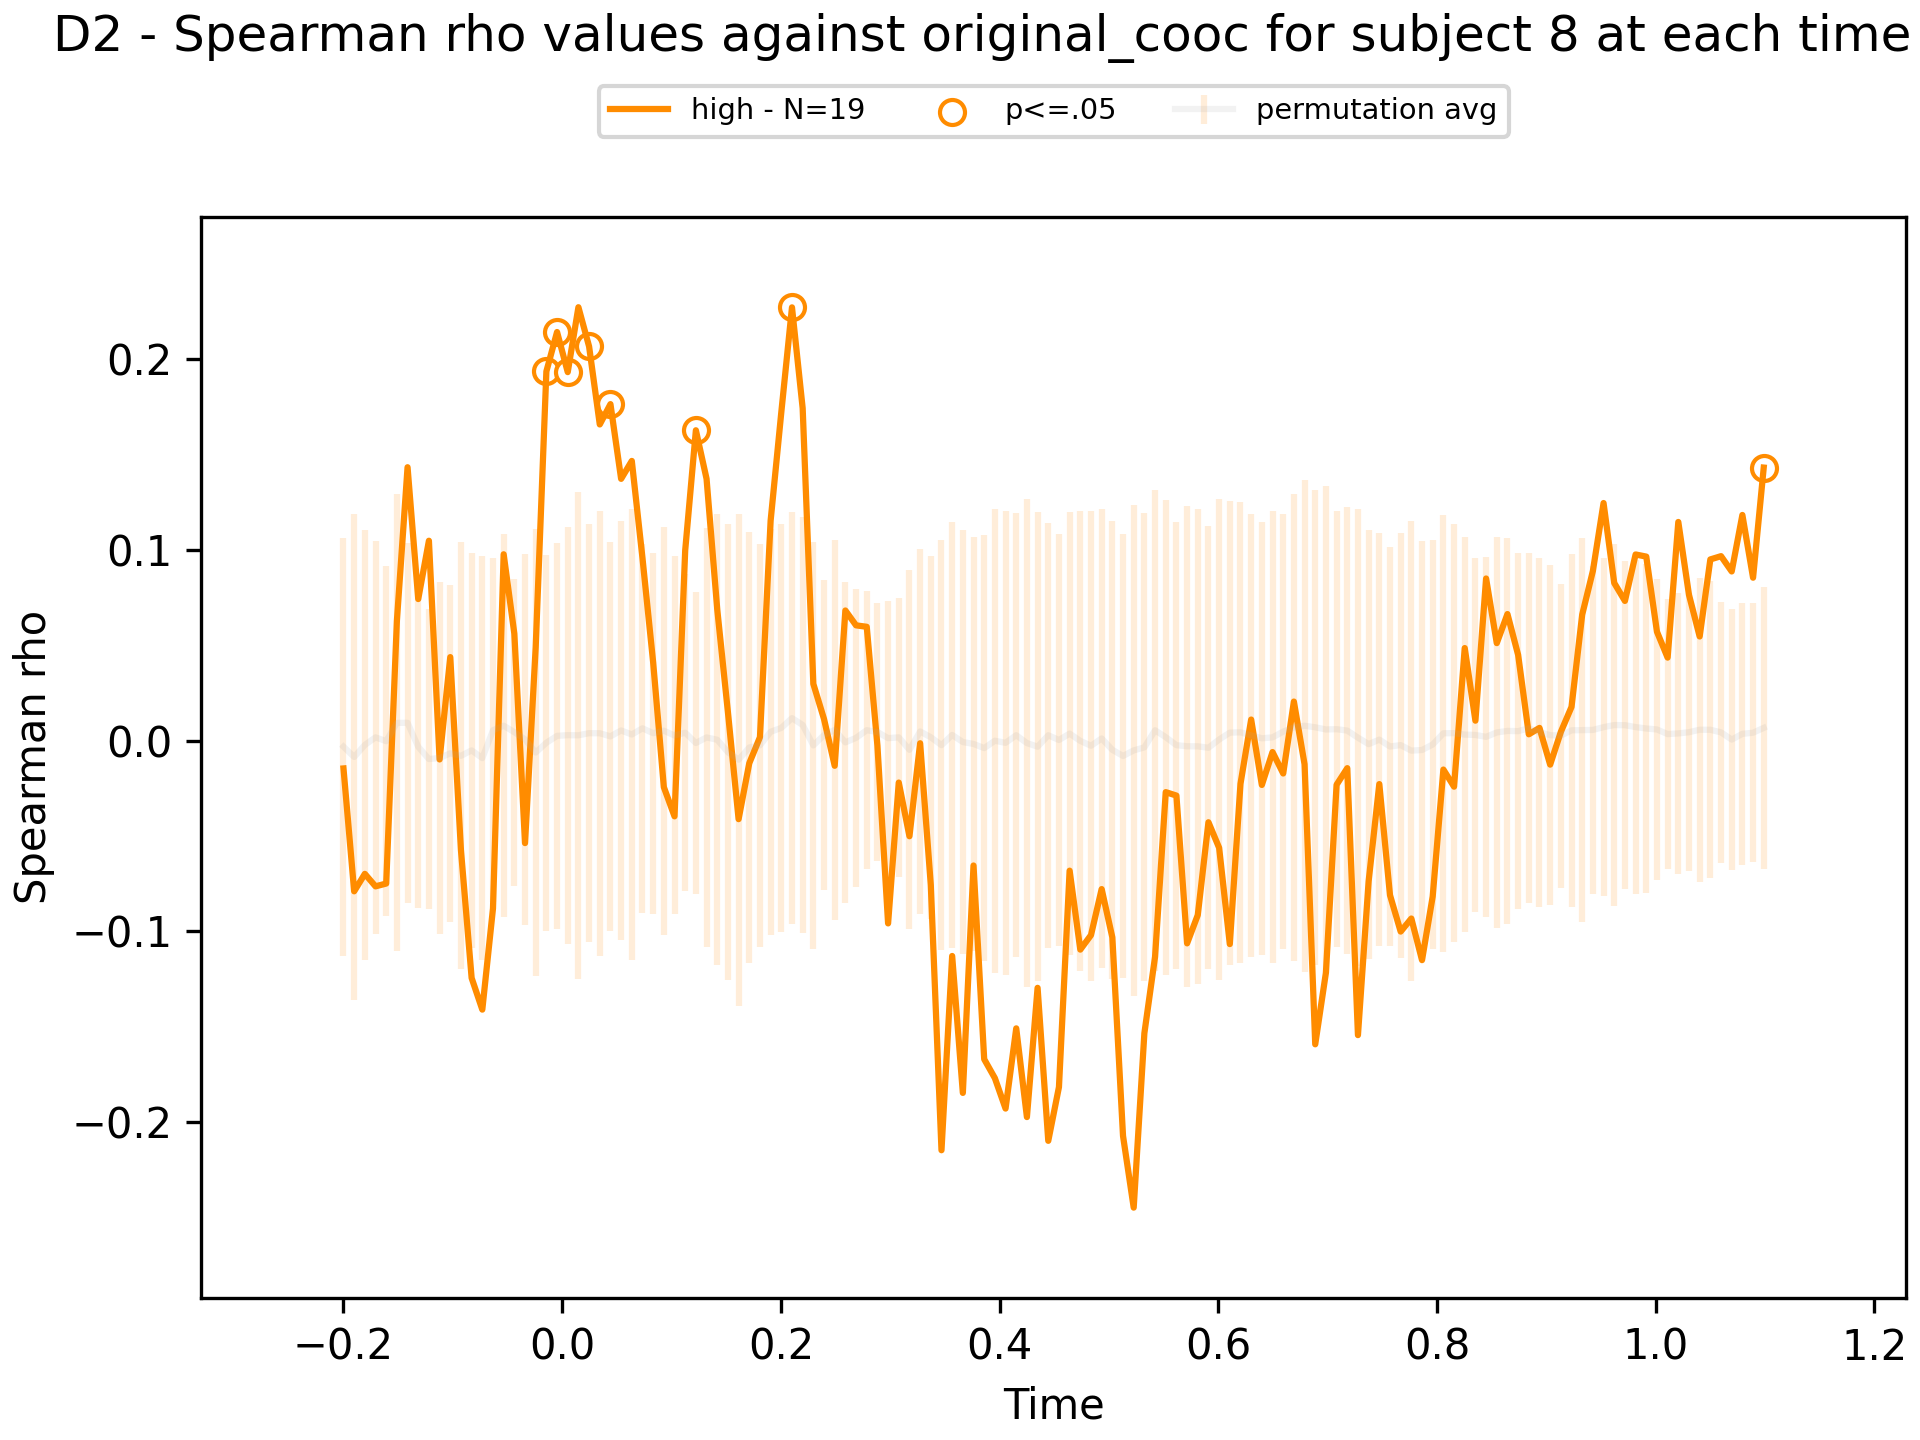 D2 - Spearman rho values against original_cooc for subject 8 at each time
high - N=19 p<=.05 permutation avg
0.2
0.1
0.0
−0.1
−0.2
Spearman rho
−0.2 0.0 0.2 0.4 0.6 0.8 1.0 1.2
Time